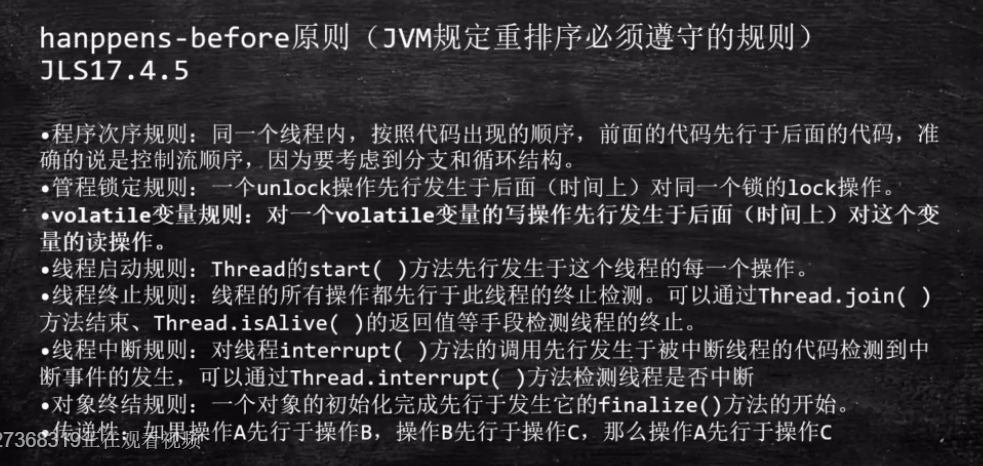 hanppens-before原则（JVM规定重排序必须遵守的规则）
JLS17.4.5
•程序次序规则：同一个线程内，按照代码出现的顺序，前面的代码先行于后面的代码，准
确的说是控制流顺序，因为要考虑到分支和循环结构。
•管程锁定规则：一个unlock操作先行发生于后面（时间上）对同一个锁的lock操作。
•volatile变量规则：对一个volatile变量的写操作先行发生于后面（时间上）对这个变
量的读操作。
•线程启动规则：Thread的start( )方法先行发生于这个线程的每一个操作。
•线程终止规则：线程的所有操作都先行于此线程的终止检测。可以通过Thread.join( )
方法结束、Thread.isAlive( )的返回值等手段检测线程的终止。
•线程中断规则：对线程interrupt( )方法的调用先行发生于被中断线程的代码检测到中
断事件的发生，可以通过Thread.interrupt( )方法检测线程是否中断
•对象终结规则：一个对象的初始化完成先行于发生它的finalize()方法的开始。
•传递性：如果操作A先行于操作B，操作B先行于操作C，那么操作A先行于操作C
27368319正在观看视频